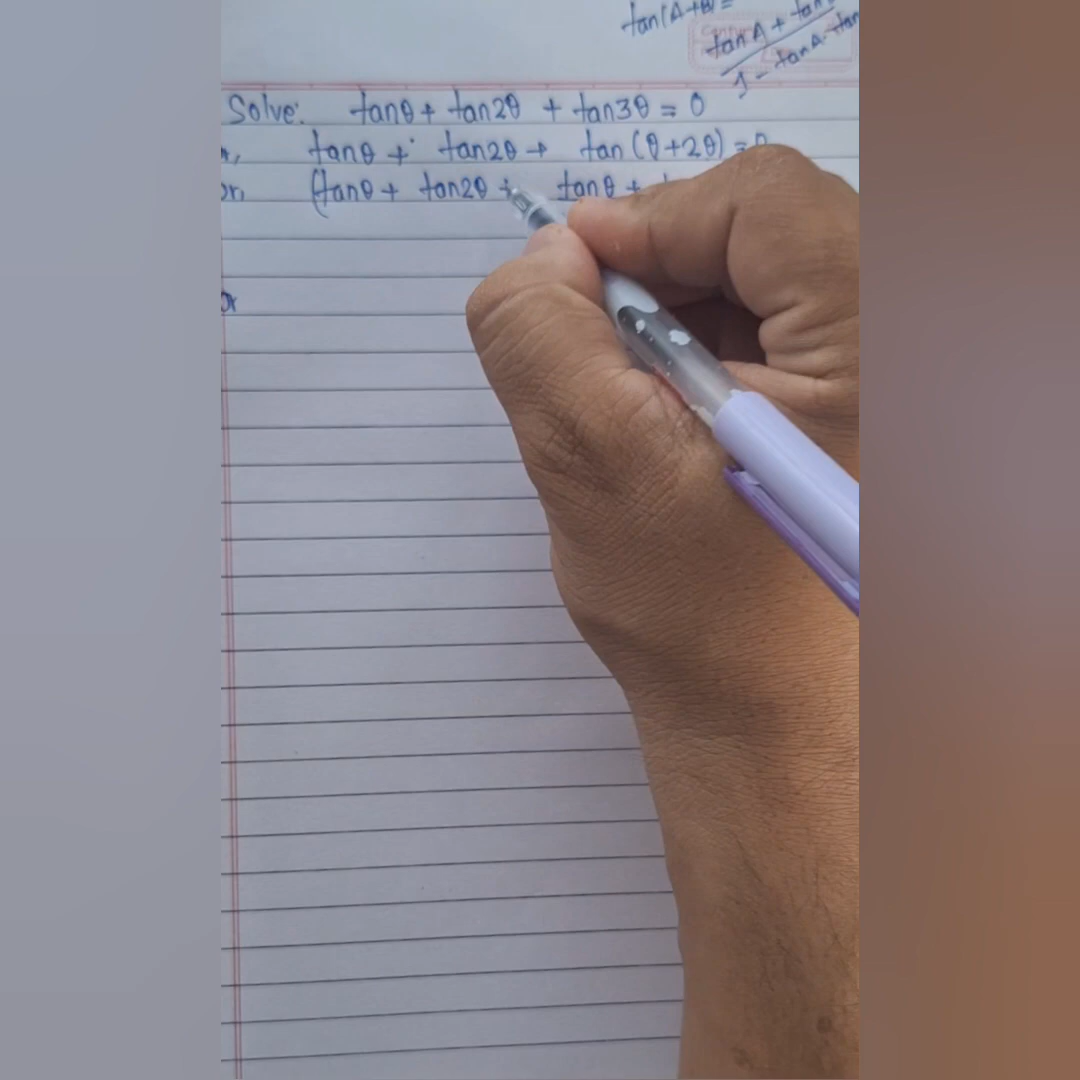 tan(A+B) =
tanA + tan
1 - tanA tan
Solve: tanθ + tan2θ + tan3θ = 0
tanθ + tan2θ + tan(θ+2θ) = 0
or, (tanθ + tan2θ + tanθ +
or